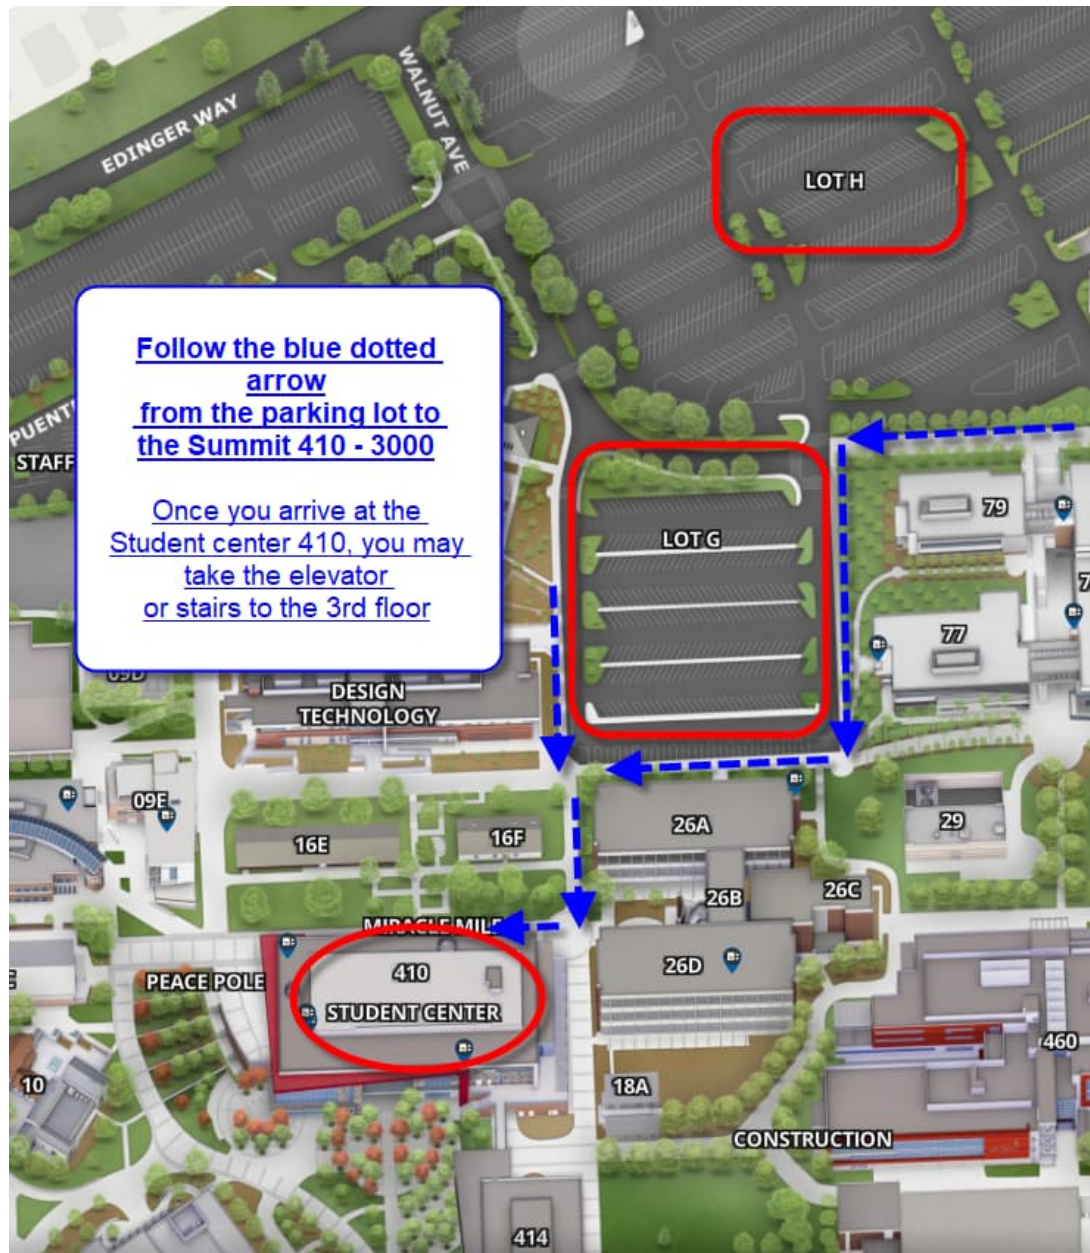 EDINGER WAY
WALNUT AVE
LOT H
Follow the blue dotted
arrow
from the parking lot to
the Summit 410 - 3000
Once you arrive at the
Student center 410, you may
take the elevator
or stairs to the 3rd floor
STAFF
LOT G
79
77
DESIGN
TECHNOLOGY
09E
16E
16F
26A
29
26B
26C
MIRACLE MILE
PEACE POLE
410
STUDENT CENTER
26D
460
10
18A
CONSTRUCTION
414